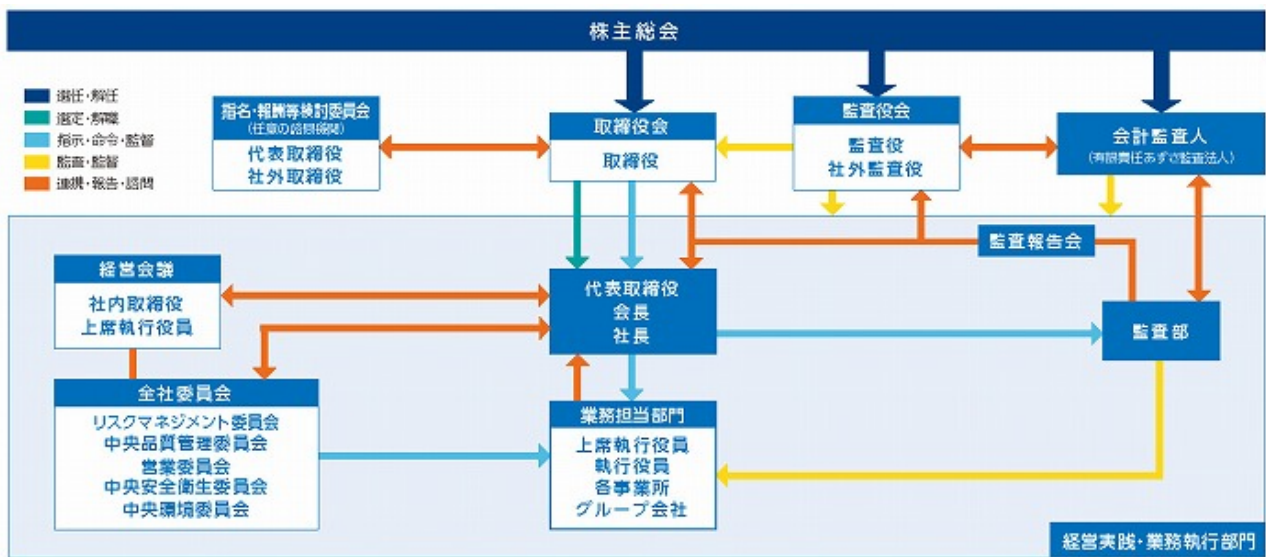 株主総会
選任・解任
選定・解職
指示・命令・監督
監査・監督
連携・報告・諮問
指名・報酬等検討委員会
(任意の諮問機関)
代表取締役
社外取締役
取締役会
取締役
監査役会
監査役
社外監査役
会計監査人
(有限責任あずさ監査法人)
監査報告会
経営会議
社内取締役
上席執行役員
代表取締役
会長
社長
監査部
全社委員会
リスクマネジメント委員会
中央品質管理委員会
営業委員会
中央安全衛生委員会
中央環境委員会
業務担当部門
上席執行役員
執行役員
各事業所
グループ会社
経営実践・業務執行部門